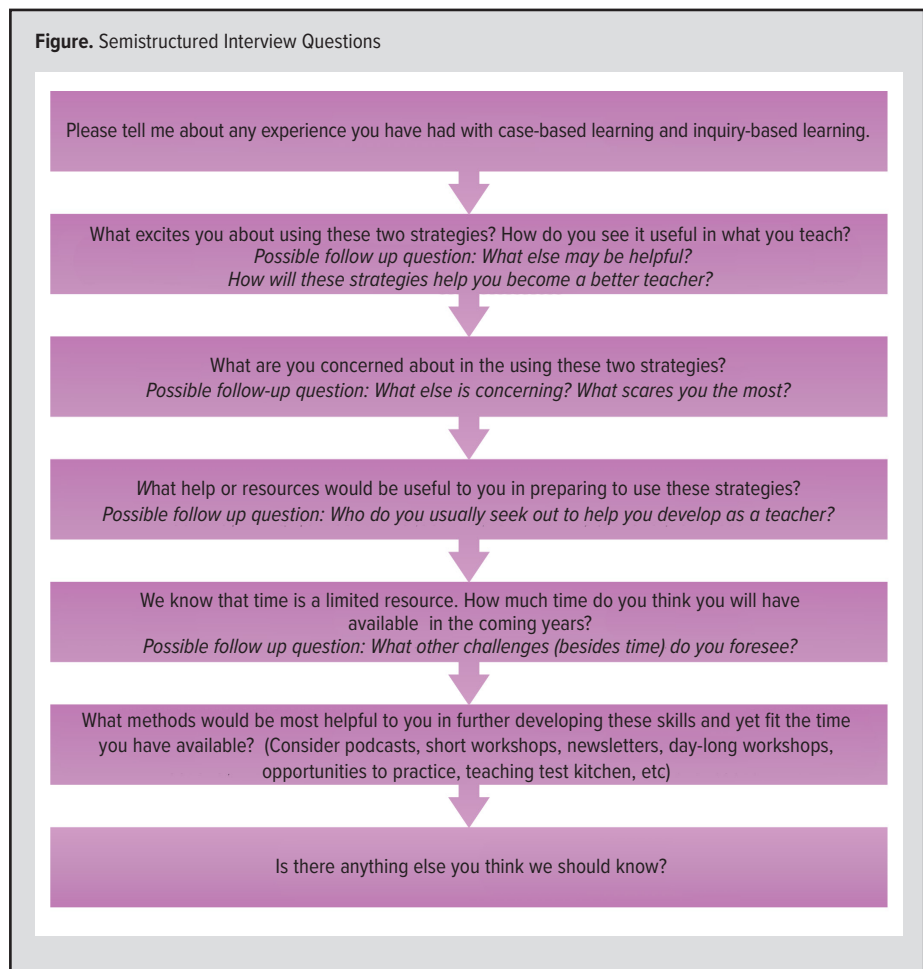 Figure. Semistructured Interview Questions
Please tell me about any experience you have had with case-based learning and inquiry-based learning.
What excites you about using these two strategies? How do you see it useful in what you teach?
Possible follow up question: What else may be helpful?
How will these strategies help you become a better teacher?
What are you concerned about in the using these two strategies?
Possible follow-up question: What else is concerning? What scares you the most?
What help or resources would be useful to you in preparing to use these strategies?
Possible follow up question: Who do you usually seek out to help you develop as a teacher?
We know that time is a limited resource. How much time do you think you will have
available in the coming years?
Possible follow up question: What other challenges (besides time) do you foresee?
What methods would be most helpful to you in further developing these skills and yet fit the time
you have available? (Consider podcasts, short workshops, newsletters, day-long workshops,
opportunities to practice, teaching test kitchen, etc)
Is there anything else you think we should know?